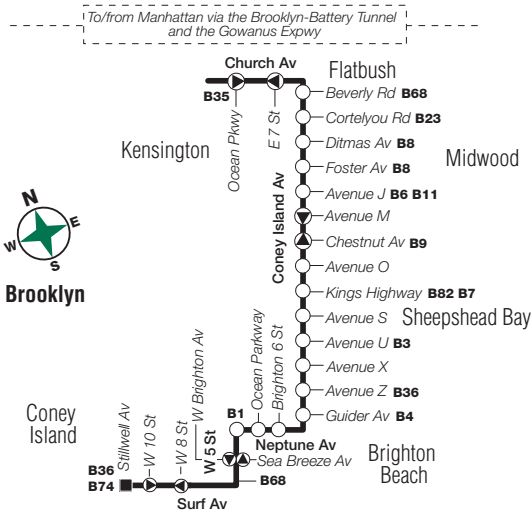 To/from Manhattan via the Brooklyn-Battery Tunnel
and the Gowanus Expwy
Church Av
Flatbush
B35
Ocean Pkwy
E 7 St
Beverly Rd B68
Cortelyou Rd B23
Kensington
Ditmas Av B8
Midwood
Foster Av B8
Avenue J B6 B11
Coney Island Av
Avenue M
Chestnut Av B9
N
W
E
S
Brooklyn
Avenue O
Kings Highway B82 B7
Avenue S
Sheepshead Bay
Avenue U B3
Avenue X
Avenue Z B36
Guider Av B4
Ocean Parkway
Brighton 6 St
B1
Neptune Av
W Brighton Av
W 5 St
Sea Breeze Av
Brighton
Beach
Coney
Island
Stillwell Av
W 10 St
W 8 St
B36
B74
B68
Surf Av